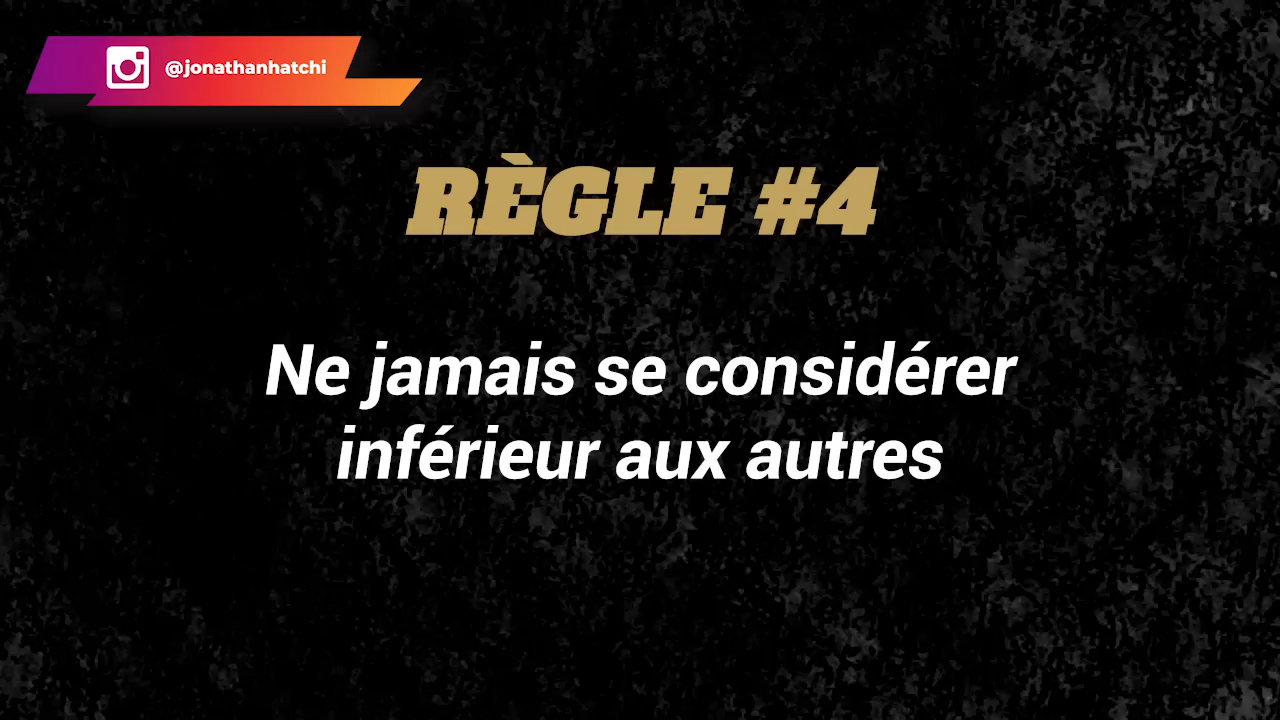 @jonathanhatchi
RÈGLE #4
Ne jamais se considérer
inférieur aux autres